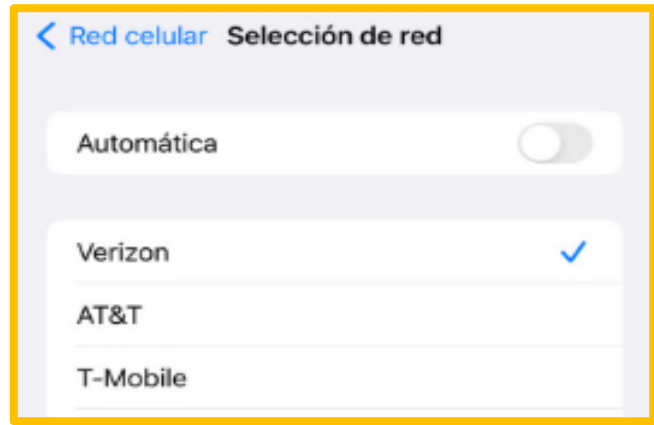 Red celular Selección de red
Automática
Verizon
AT&T
T-Mobile